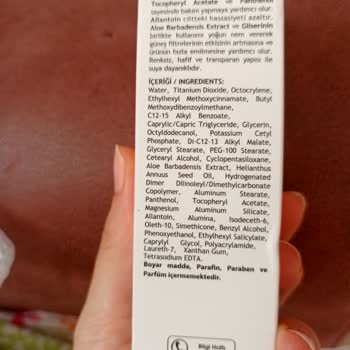 Tocopheryl Acetate ve Panthenol
sayesinde bakım yapmaya yardımcı olur.
Allantoin ciltteki hassasiyeti azaltır.
Aloe Barbadensis Extract ve Gliserinin
birlikte kullanımı yoğun nem vererek
güneş filtrelerinin etkisinin artmasına ve
ürünün hızla emilmesine yardımcı olur.
Renksiz, hafif ve transparan yapısı ile
suya dayanıklıdır.
İÇERİĞİ / INGREDIENTS:
Water, Titanium Dioxide, Octocrylene,
Ethylhexyl Methoxycinnamate, Butyl
Methoxydibenzoylmethane,
C12-15 Alkyl Benzoate,
Caprylic/Capric Triglyceride, Glycerin,
Octyldodecanol, Potassium Cetyl
Phosphate, Di-C12-13 Alkyl Malate,
Glyceryl Stearate, PEG-100 Stearate,
Cetearyl Alcohol, Cyclopentasiloxane,
Aloe Barbadensis Extract, Helianthus
Annuus Seed Oil, Hydrogenated
Dimer Dilinoleyl/Dimethylcarbonate
Copolymer, Aluminum Stearate,
Panthenol, Tocopheryl Acetate,
Magnesium Aluminum Silicate,
Allantoin, Alumina, Isodeceth-6,
Oleth-10, Simethicone, Benzyl Alcohol,
Phenoxyethanol, Ethylhexyl Salicylate,
Caprylyl Glycol, Polyacrylamide,
Laureth-7, Xanthan Gum,
Tetrasodium EDTA.
Boyar madde, Parafin, Paraben ve
Parfüm içermemektedir.
Bilgi Hattı